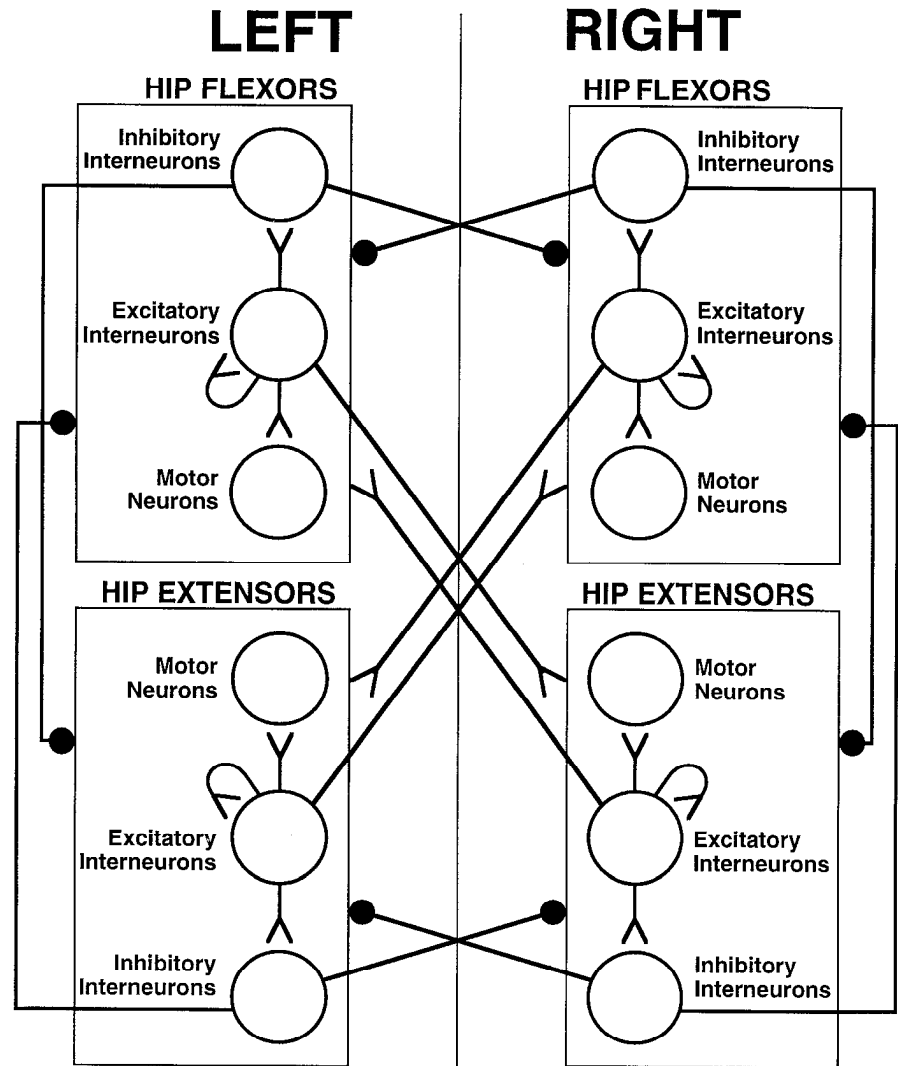 LEFT
RIGHT
HIP FLEXORS
HIP FLEXORS
Inhibitory
Interneurons
Inhibitory
Interneurons
Excitatory
Interneurons
Excitatory
Interneurons
Motor
Neurons
Motor
Neurons
HIP EXTENSORS
HIP EXTENSORS
Motor
Neurons
Motor
Neurons
Excitatory
Interneurons
Excitatory
Interneurons
Inhibitory
Interneurons
Inhibitory
Interneurons